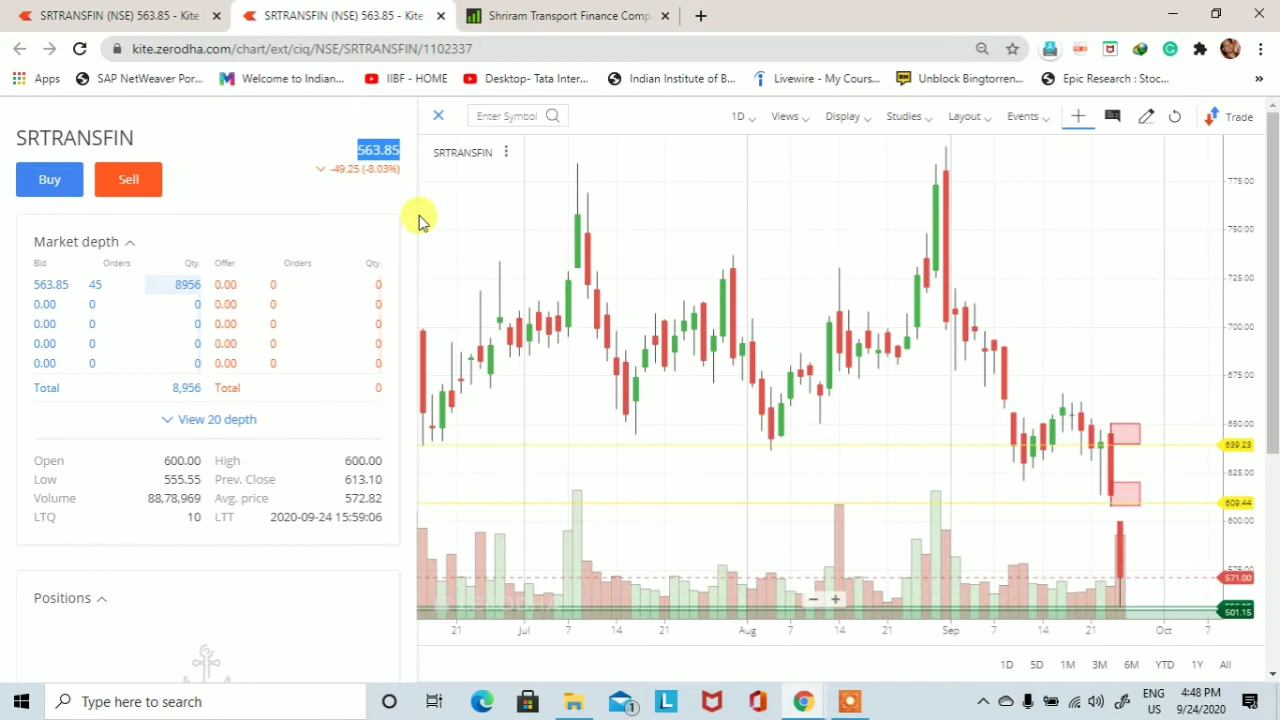 SRTRANSFIN (NSE) 563.85 - Kite
SRTRANSFIN (NSE) 563.85 - Kite
Shriram Transport Finance Comp
kite.zerodha.com/chart/ext/ciq/NSE/SRTRANSFIN/1102337
Apps SAP NetWeaver Por... Welcome to Indian... IIBF - HOME Desktop- Tata Inter... Indian Institute of B... Livewire - My Cours... Unblock Bingtorren... Epic Research : Stoc... »
SRTRANSFIN
563.85
-49.25 (-8.03%)
Buy Sell
Market depth
Bid Orders Qty. Offer Orders Qty.
563.85 45 8956 0.00 0 0
0.00 0 0 0.00 0 0
0.00 0 0 0.00 0 0
0.00 0 0 0.00 0 0
0.00 0 0 0.00 0 0
Total 8,956 Total 0
View 20 depth
Open 600.00 High 600.00
Low 555.55 Prev. Close 613.10
Volume 88,78,969 Avg. price 572.82
LTQ 10 LTT 2020-09-24 15:59:06
Positions
Enter Symbol 1D Views Display Studies Layout Events Trade
SRTRANSFIN
775.00
750.00
725.00
700.00
675.00
650.00
639.23
625.00
609.44
600.00
571.00
501.15
21 Jul 7 14 21 Aug 7 14 21 Sep 7 14 21 Oct 7
1D 5D 1M 3M 6M YTD 1Y All
Type here to search
1
ENG
US
4:48 PM
9/24/2020